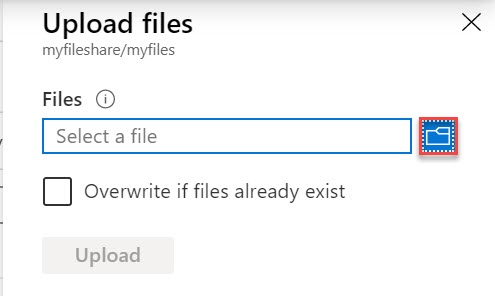 Upload files
myfileshare/myfiles
Files
Select a file
Overwrite if files already exist
Upload